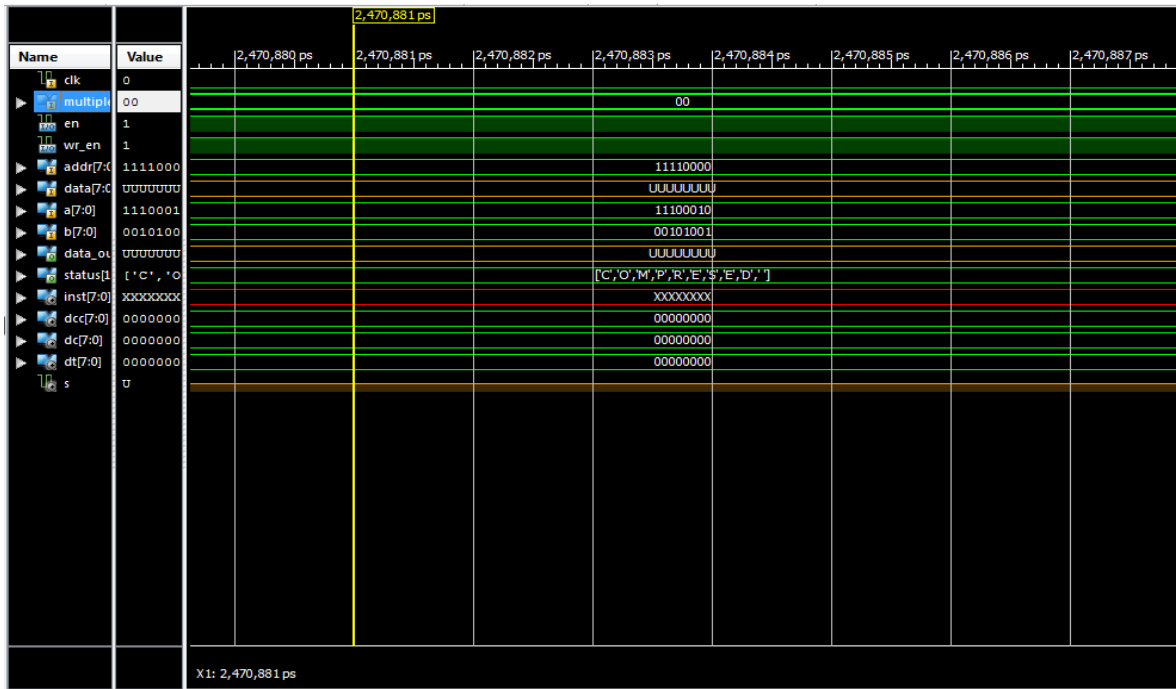 2,470,881 ps
Name Value
2,470,880 ps 2,470,881 ps 2,470,882 ps 2,470,883 ps 2,470,884 ps 2,470,885 ps 2,470,886 ps 2,470,887 ps
clk 0
multiple 00 00
en 1
wr_en 1
addr[7:0 1111000 11110000
data[7:0 UUUUUUU UUUUUUUU
a[7:0] 1110001 11100010
b[7:0] 0010100 00101001
data_ou UUUUUUU UUUUUUUU
status[1 ['C','O ['C','O','M','P','R','E','S','E','D',' ']
inst[7:0] XXXXXXX XXXXXXXX
dcc[7:0] 0000000 00000000
dc[7:0] 0000000 00000000
dt[7:0] 0000000 00000000
s U
X1: 2,470,881 ps